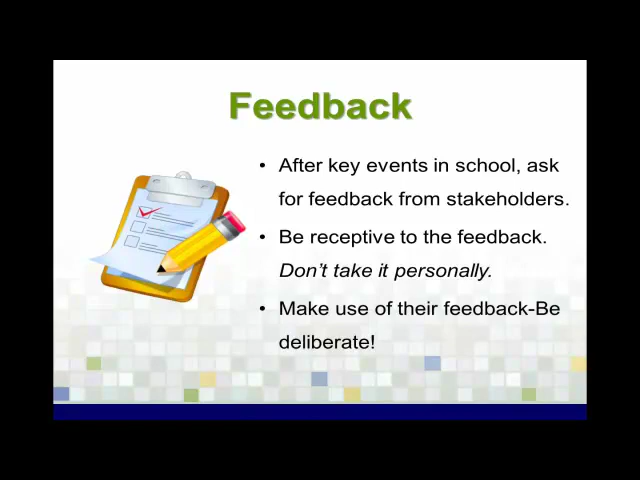 Feedback
• After key events in school, ask
for feedback from stakeholders.
• Be receptive to the feedback.
Don't take it personally.
• Make use of their feedback-Be
deliberate!